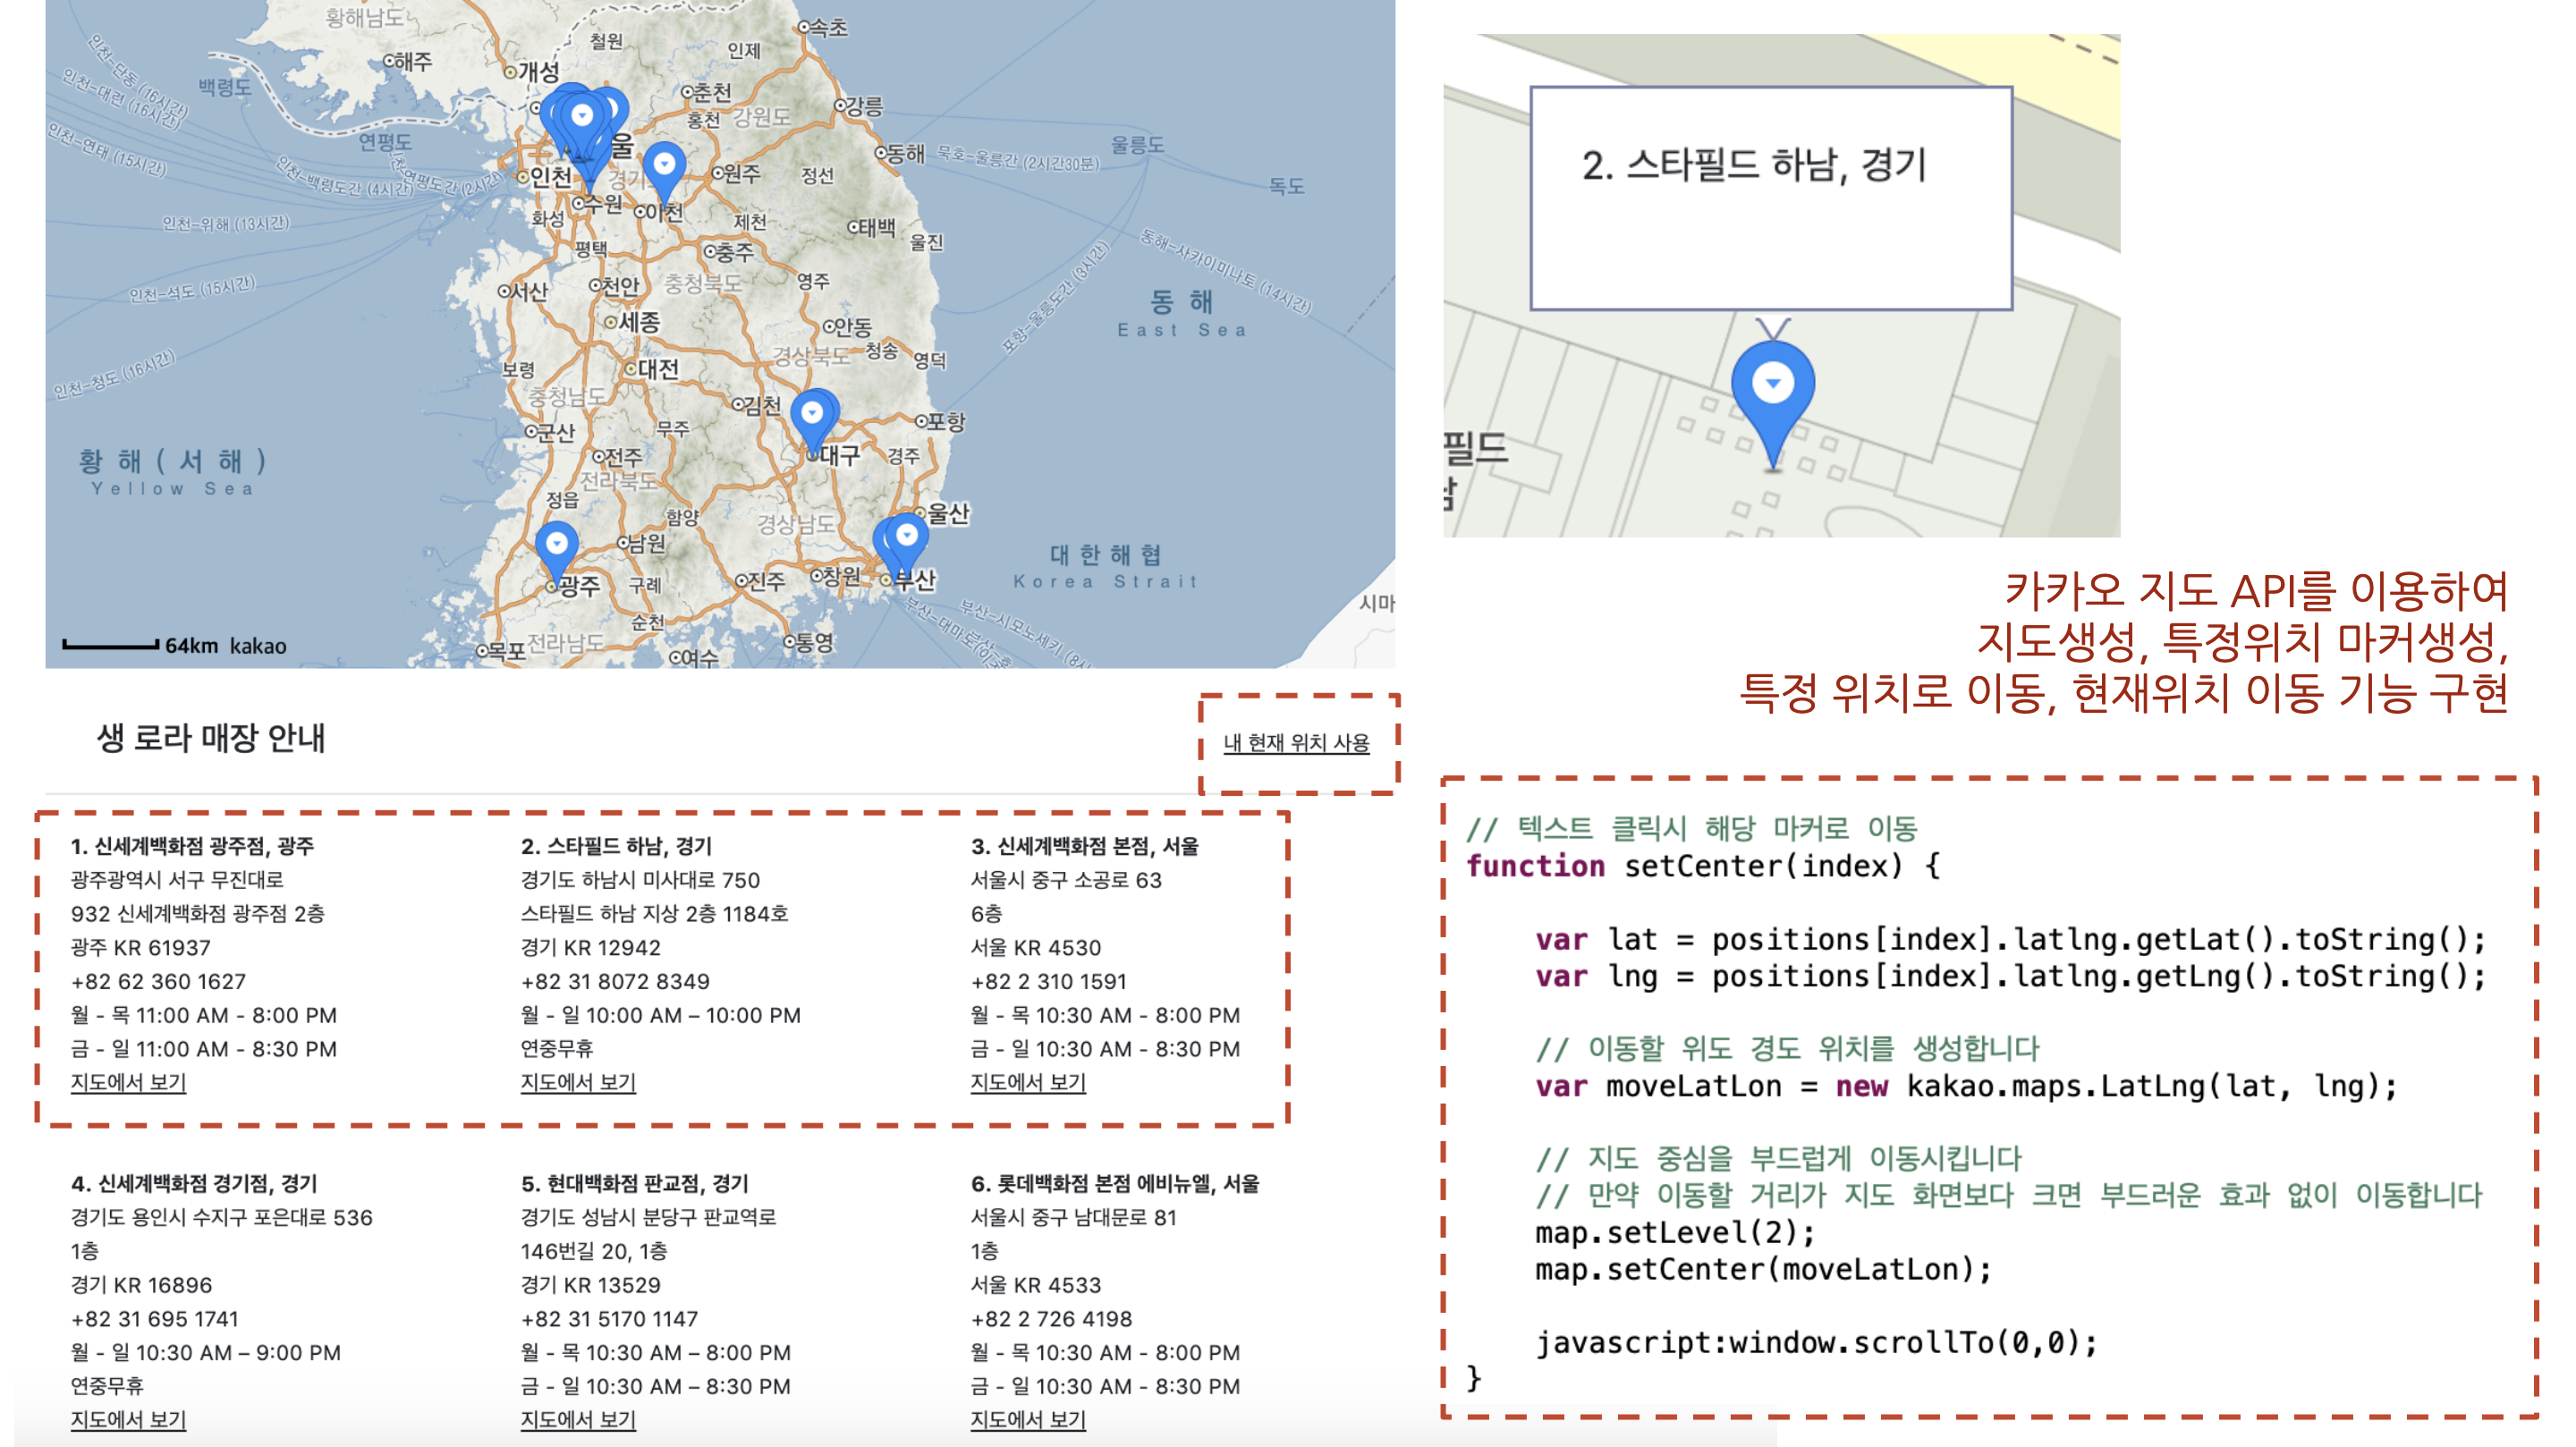 황해남도
철원
속초
인제
해주
개성
인천-단동 (16시간)
인천-대련 (16시간)
백령도
춘천
강릉
홍천
강원도
연평도
울
인천-연태 (15시간)
동해
묵호-울릉간 (2시간30분)
울릉도
인천-백령도간 (4시간)
인천-연평도간 (2시간)
인천
경기
원주
정선
독도
수원
이천
화성
제천
인천-위해 (13시간)
태백
울진
평택
충주
동해-사카이미나토 (14시간)
인천-석도 (15시간)
서산
천안
충청북도
영주
포항-울릉도간 (3시간)
동 해
East Sea
세종
안동
경상북도
청송
영덕
보령
대전
인천-청도 (16시간)
충청남도
김천
포항
군산
무주
황 해 ( 서 해 )
Yellow Sea
전주
대구
경주
전라북도
정읍
함양
경상남도
울산
남원
대한해협
Korea Strait
광주
구례
진주
창원
부산
시마
순천
부산-시모노세키 (8시
64km kakao
목포
전라남도
여수
통영
2. 스타필드 하남, 경기
필드
카카오 지도 API를 이용하여
지도생성, 특정위치 마커생성,
특정 위치로 이동, 현재위치 이동 기능 구현
생 로라 매장 안내
내 현재 위치 사용
1. 신세계백화점 광주점, 광주
광주광역시 서구 무진대로
932 신세계백화점 광주점 2층
광주 KR 61937
+82 62 360 1627
월 - 목 11:00 AM - 8:00 PM
금 - 일 11:00 AM - 8:30 PM
지도에서 보기
2. 스타필드 하남, 경기
경기도 하남시 미사대로 750
스타필드 하남 지상 2층 1184호
경기 KR 12942
+82 31 8072 8349
월 - 일 10:00 AM – 10:00 PM
연중무휴
지도에서 보기
3. 신세계백화점 본점, 서울
서울시 중구 소공로 63
6층
서울 KR 4530
+82 2 310 1591
월 - 목 10:30 AM - 8:00 PM
금 - 일 10:30 AM - 8:30 PM
지도에서 보기
4. 신세계백화점 경기점, 경기
경기도 용인시 수지구 포은대로 536
1층
경기 KR 16896
+82 31 695 1741
월 - 일 10:30 AM – 9:00 PM
연중무휴
지도에서 보기
5. 현대백화점 판교점, 경기
경기도 성남시 분당구 판교역로
146번길 20, 1층
경기 KR 13529
+82 31 5170 1147
월 - 목 10:30 AM – 8:00 PM
금 - 일 10:30 AM – 8:30 PM
지도에서 보기
6. 롯데백화점 본점 에비뉴엘, 서울
서울시 중구 남대문로 81
1층
서울 KR 4533
+82 2 726 4198
월 - 목 10:30 AM - 8:00 PM
금 - 일 10:30 AM - 8:30 PM
지도에서 보기
// 텍스트 클릭시 해당 마커로 이동
function setCenter(index) {
var lat = positions[index].latlng.getLat().toString();
var lng = positions[index].latlng.getLng().toString();
// 이동할 위도 경도 위치를 생성합니다
var moveLatLon = new kakao.maps.LatLng(lat, lng);
// 지도 중심을 부드럽게 이동시킵니다
// 만약 이동할 거리가 지도 화면보다 크면 부드러운 효과 없이 이동합니다
map.setLevel(2);
map.setCenter(moveLatLon);
javascript:window.scrollTo(0,0);
}